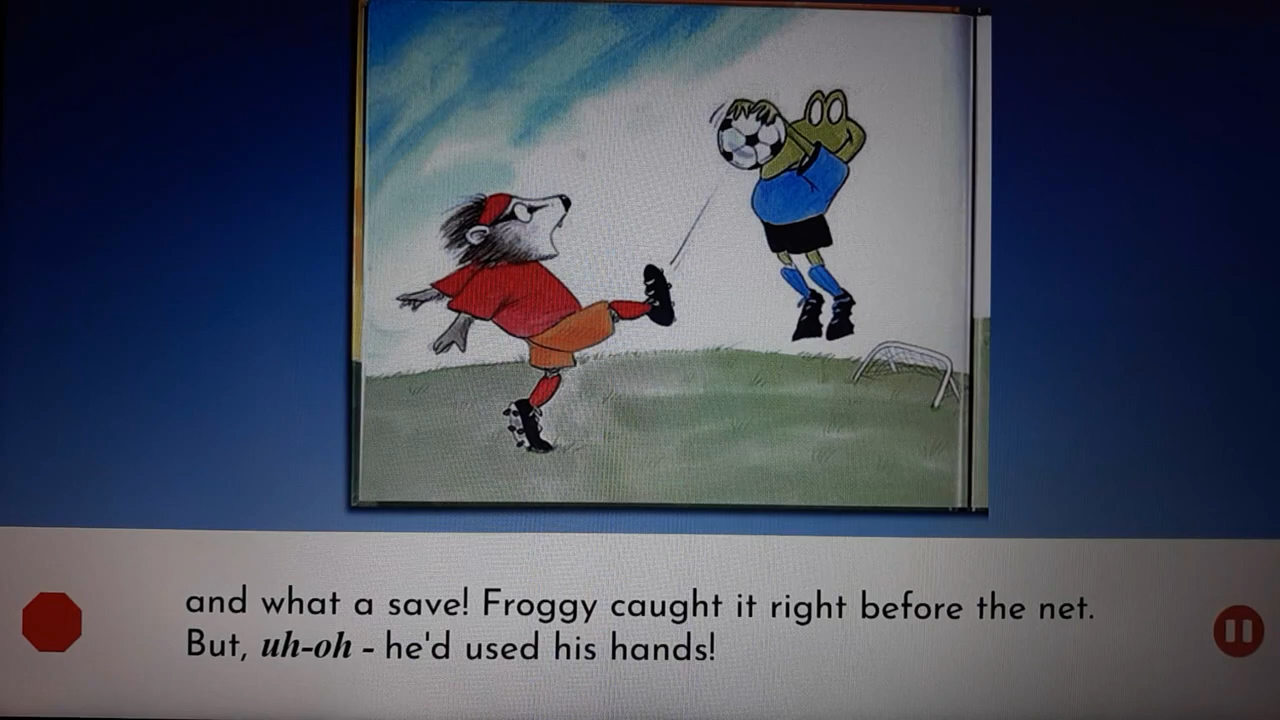 and what a save! Froggy caught it right before the net.
But, uh-oh - he'd used his hands!